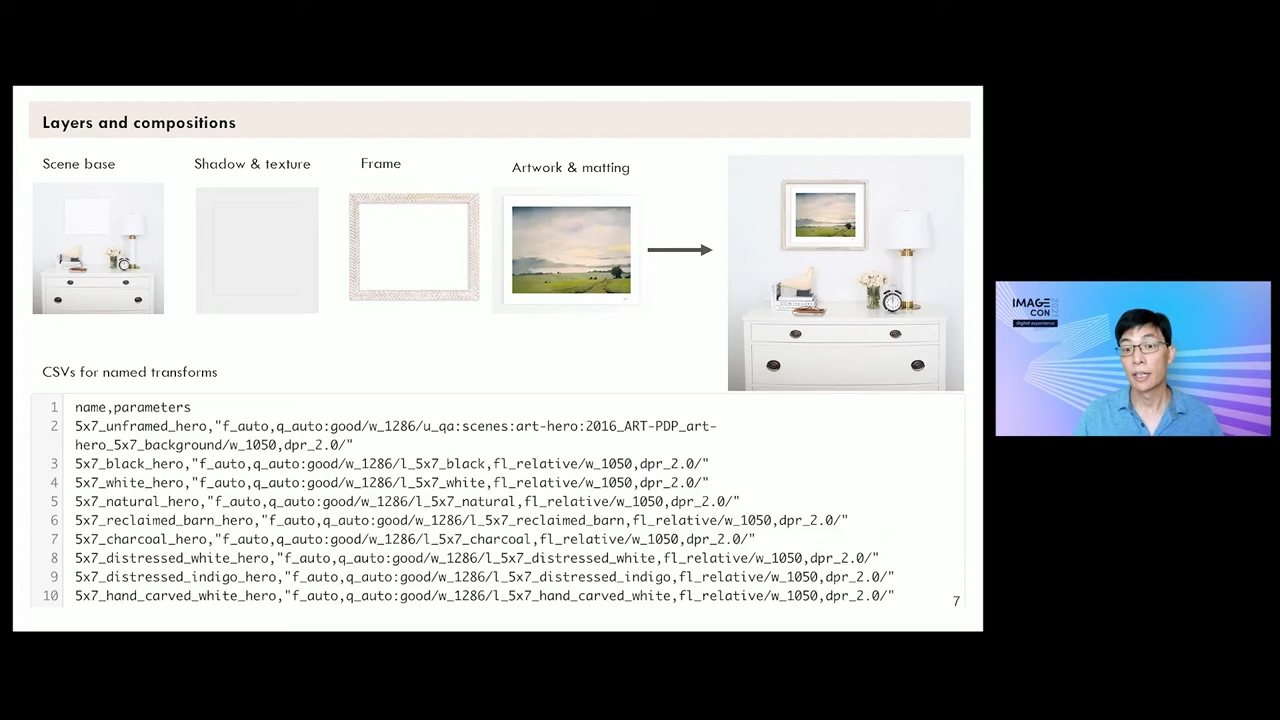 Layers and compositions
Scene base
Shadow & texture
Frame
Artwork & matting
CSVs for named transforms
1 name,parameters
2 5x7_unframed_hero,"f_auto,q_auto:good/w_1286/u_qa:scenes:art-hero:2016_ART-PDP_art-
hero_5x7_background/w_1050,dpr_2.0/"
3 5x7_black_hero,"f_auto,q_auto:good/w_1286/l_5x7_black,fl_relative/w_1050,dpr_2.0/"
4 5x7_white_hero,"f_auto,q_auto:good/w_1286/l_5x7_white,fl_relative/w_1050,dpr_2.0/"
5 5x7_natural_hero,"f_auto,q_auto:good/w_1286/l_5x7_natural,fl_relative/w_1050,dpr_2.0/"
6 5x7_reclaimed_barn_hero,"f_auto,q_auto:good/w_1286/l_5x7_reclaimed_barn,fl_relative/w_1050,dpr_2.0/"
7 5x7_charcoal_hero,"f_auto,q_auto:good/w_1286/l_5x7_charcoal,fl_relative/w_1050,dpr_2.0/"
8 5x7_distressed_white_hero,"f_auto,q_auto:good/w_1286/l_5x7_distressed_white,fl_relative/w_1050,dpr_2.0/"
9 5x7_distressed_indigo_hero,"f_auto,q_auto:good/w_1286/l_5x7_distressed_indigo,fl_relative/w_1050,dpr_2.0/"
10 5x7_hand_carved_white_hero,"f_auto,q_auto:good/w_1286/l_5x7_hand_carved_white,fl_relative/w_1050,dpr_2.0/"
7
IMAGE
CON
2021
digital experience